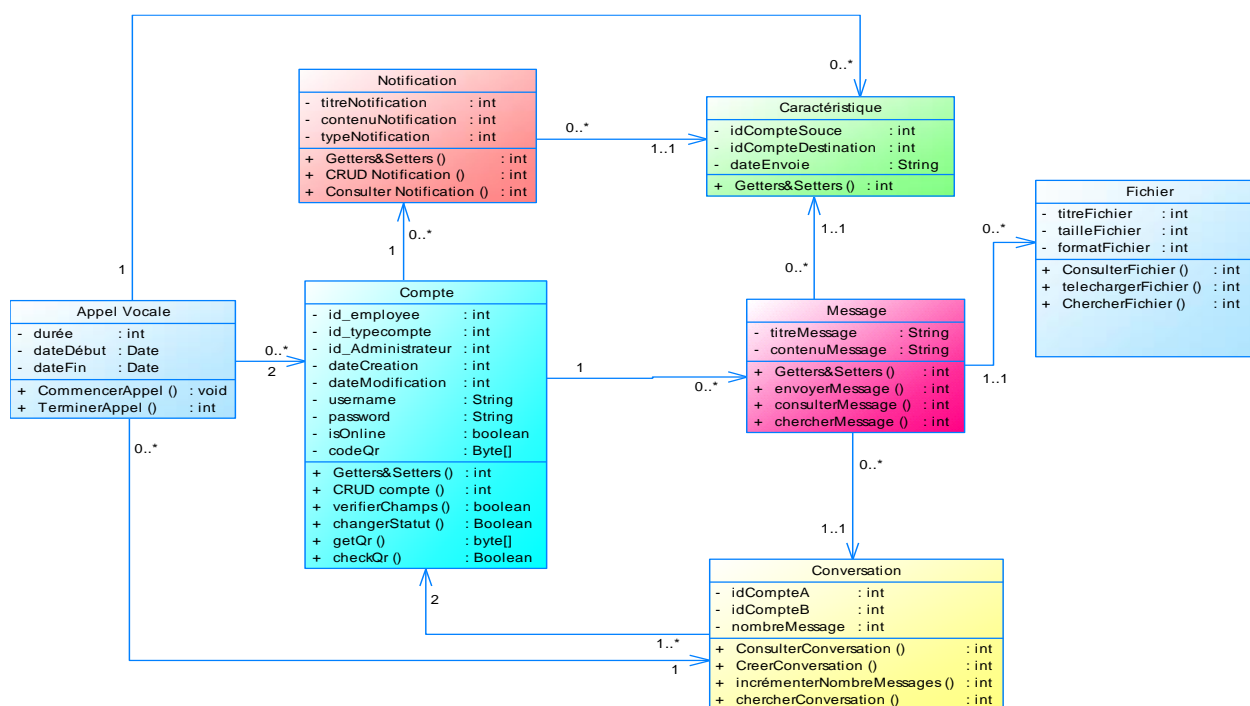 0..*
Notification
- titreNotification : int
- contenuNotification : int
- typeNotification : int
+ Getters&Setters () : int
+ CRUD Notification () : int
+ Consulter Notification () : int
0..*
1..1
Caractéristique
- idCompteSouce : int
- idCompteDestination : int
- dateEnvoie : String
+ Getters&Setters () : int
Fichier
- titreFichier : int
- tailleFichier : int
- formatFichier : int
+ ConsulterFichier () : int
+ telechargerFichier () : int
+ ChercherFichier () : int
0..*
1
1..1
0..*
0..*
1
Appel Vocale
- durée : int
- dateDébut : Date
- dateFin : Date
+ CommencerAppel () : void
+ TerminerAppel () : int
0..*
2
Compte
- id_employee : int
- id_typecompte : int
- id_Administrateur : int
- dateCreation : int
- dateModification : int
- username : String
- password : String
- isOnline : boolean
- codeQr : Byte[]
+ Getters&Setters () : int
+ CRUD compte () : int
+ verifierChamps () : boolean
+ changerStatut () : Boolean
+ getQr () : byte[]
+ checkQr () : Boolean
1
0..*
Message
- titreMessage : String
- contenuMessage : String
+ Getters&Setters () : int
+ envoyerMessage () : int
+ consulterMessage () : int
+ chercherMessage () : int
1..1
0..*
0..*
1..1
2
1..*
1
Conversation
- idCompteA : int
- idCompteB : int
- nombreMessage : int
+ ConsulterConversation () : int
+ CreerConversation () : int
+ incrémenterNombreMessages () : int
+ chercherConversation () : int